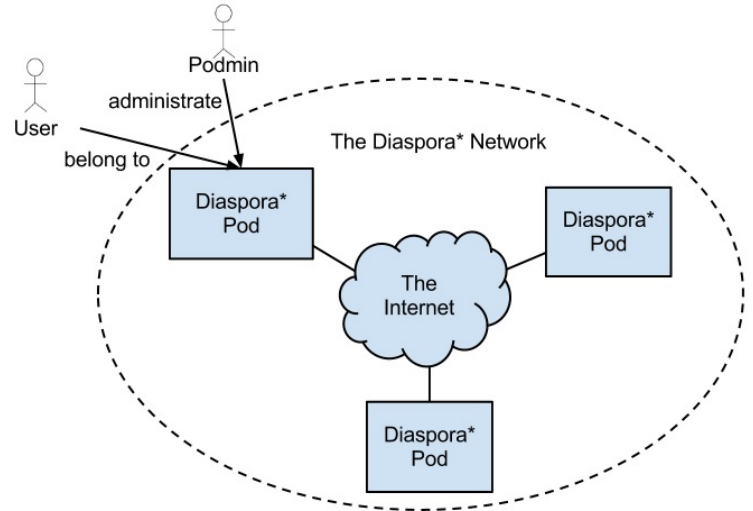 Podmin
administrate
User
belong to
The Diaspora* Network
Diaspora*
Pod
Diaspora*
Pod
The
Internet
Diaspora*
Pod